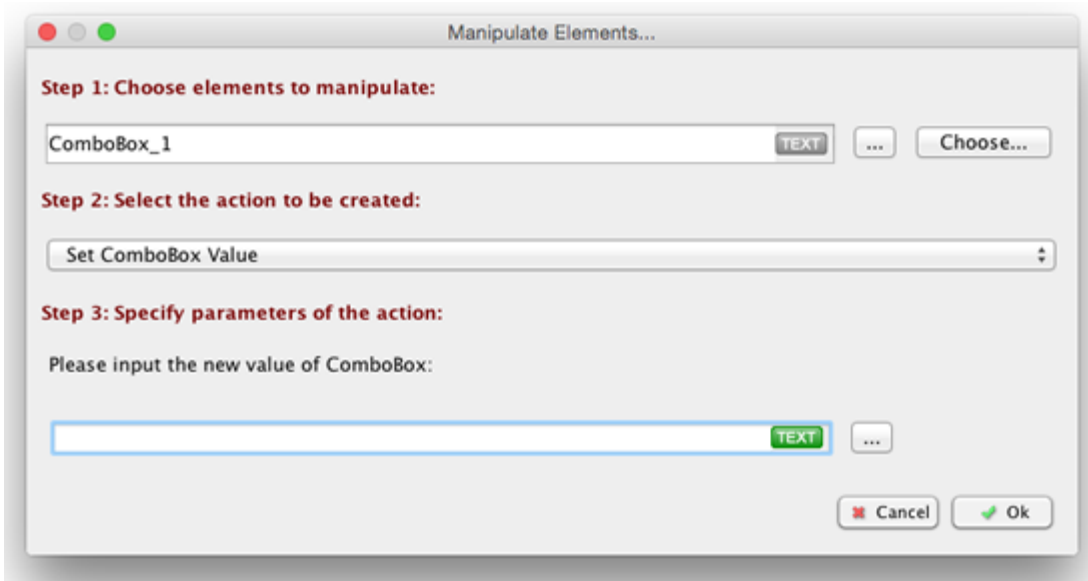 Manipulate Elements...
Step 1: Choose elements to manipulate:
ComboBox_1 TEXT ... Choose...
Step 2: Select the action to be created:
Set ComboBox Value
Step 3: Specify parameters of the action:
Please input the new value of ComboBox:
TEXT ...
Cancel Ok